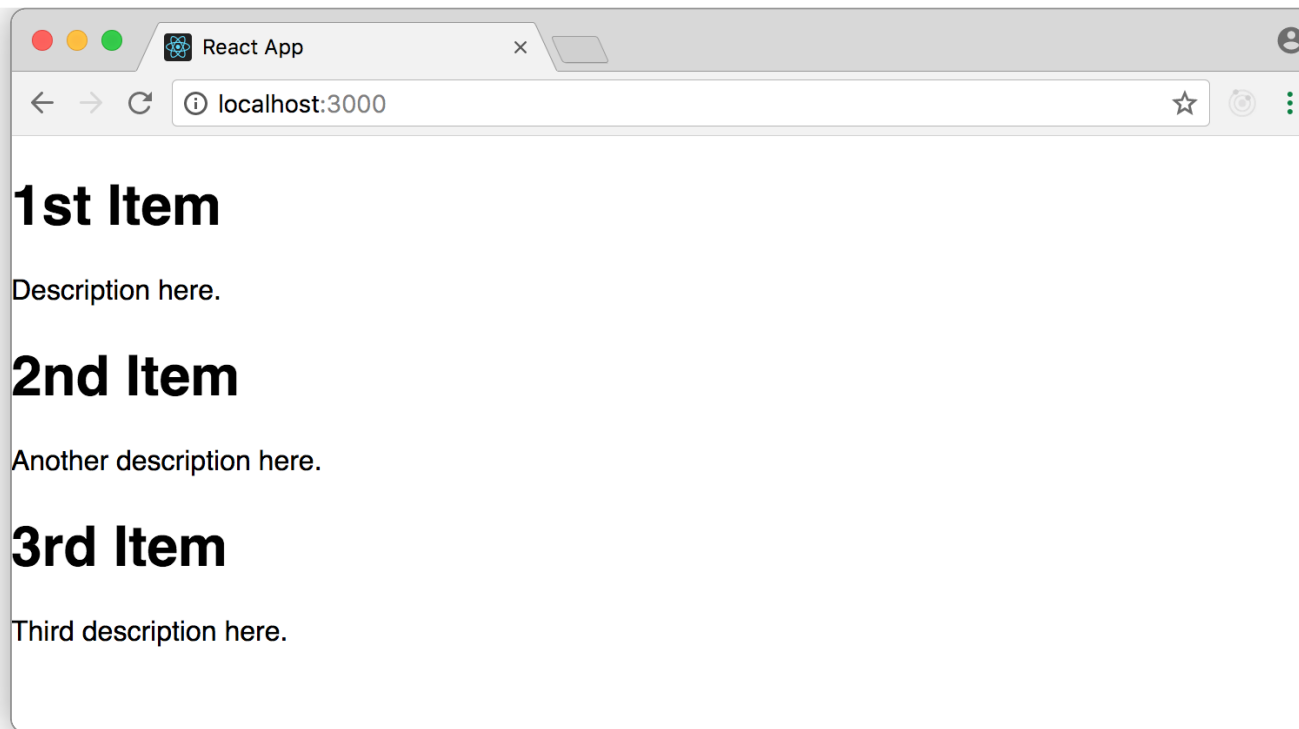 React App
localhost:3000
1st Item
Description here.
2nd Item
Another description here.
3rd Item
Third description here.